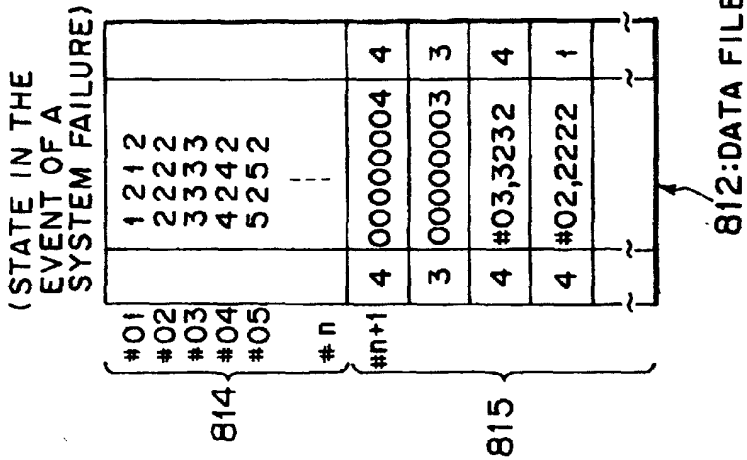 (STATE IN THE
EVENT OF A
SYSTEM FAILURE)
#01 1212
#02 2222
#03 3333
#04 4242
#05 5252
#n
814
#n+1 4 00000004 4
3 00000003 3
4 #03,3232 4
4 #02,2222 1
815
812:DATA FILE